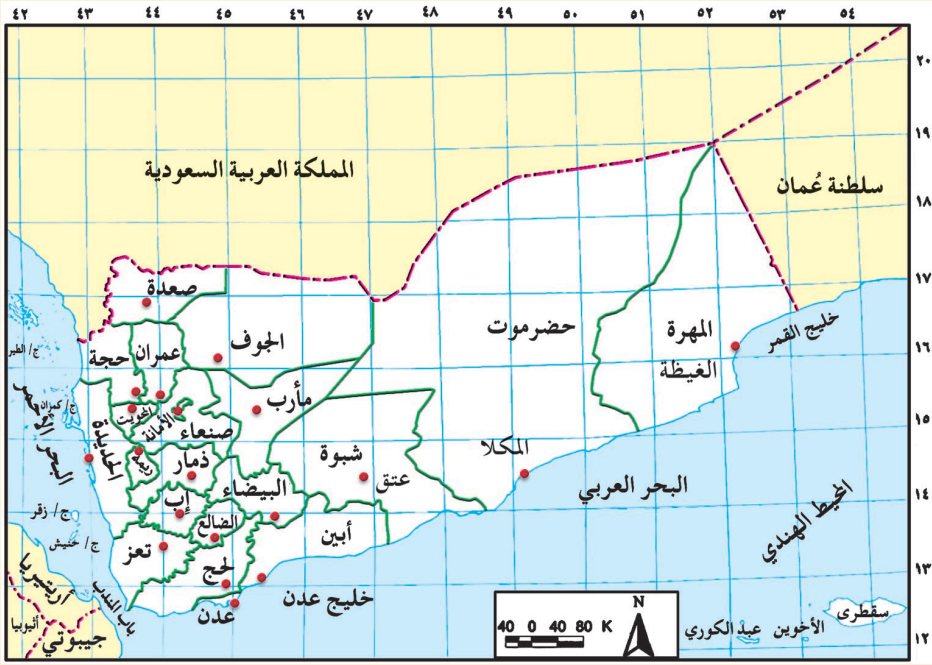 ٤٢ ٤٣ ٤٤ ٤٥ ٤٦ ٤٧ ٤٨ ٤٩ ٥٠ ٥١ ٥٢ ٥٣ ٥٤
٢٠
١٩
المملكة العربية السعودية
سلطنة عُمان
١٨
١٧
صعدة
خليج القمر
المهرة
حضرموت
الجوف
عمران
حجة
ج/ الطير
١٦
الغيظة
مأرب
ج/ كمران
المحويت
الأمانة
صنعاء
١٥
البحر الأحمر
الحديدة
ريمة
ذمار
شبوة
المكلا
عتق
البيضاء
البحر العربي
١٤
المحيط الهندي
إب
ج/ زقر
الضالع
أبين
ج/ حنيش
تعز
لحج
١٣
خليج عدن
عدن
باب المندب
أريتيريا
أثيوبيا
جيبوتي
N
40 0 40 80 K
سقطرى
الأخوين
عبد الكوري
١٢